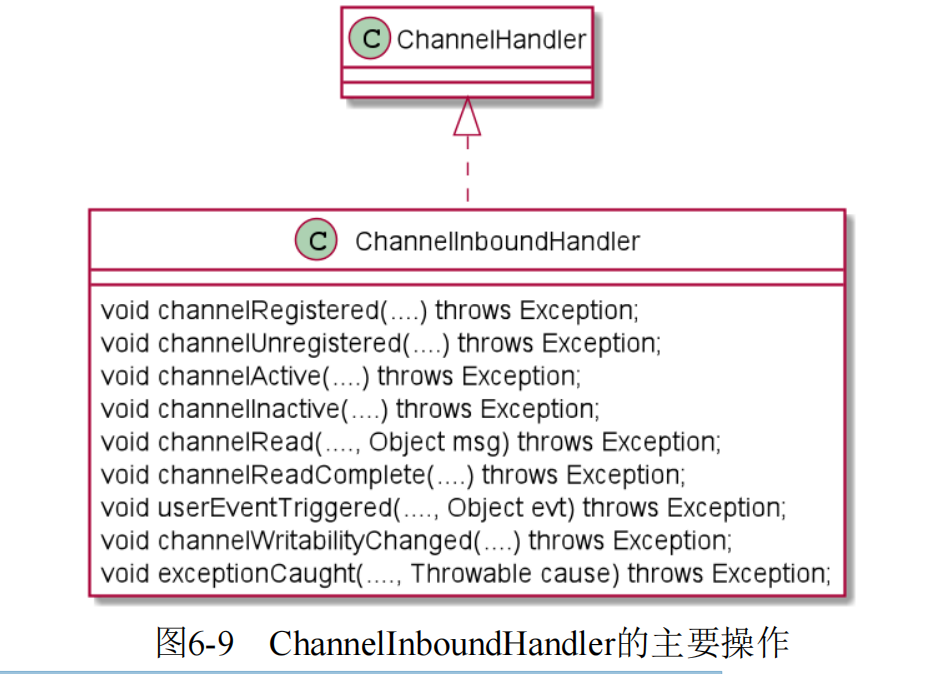 C ChannelHandler
C ChannelInboundHandler
void channelRegistered(....) throws Exception;
void channelUnregistered(....) throws Exception;
void channelActive(....) throws Exception;
void channelInactive(....) throws Exception;
void channelRead(...., Object msg) throws Exception;
void channelReadComplete(....) throws Exception;
void userEventTriggered(...., Object evt) throws Exception;
void channelWritabilityChanged(....) throws Exception;
void exceptionCaught(...., Throwable cause) throws Exception;
图6-9 ChannelInboundHandler的主要操作